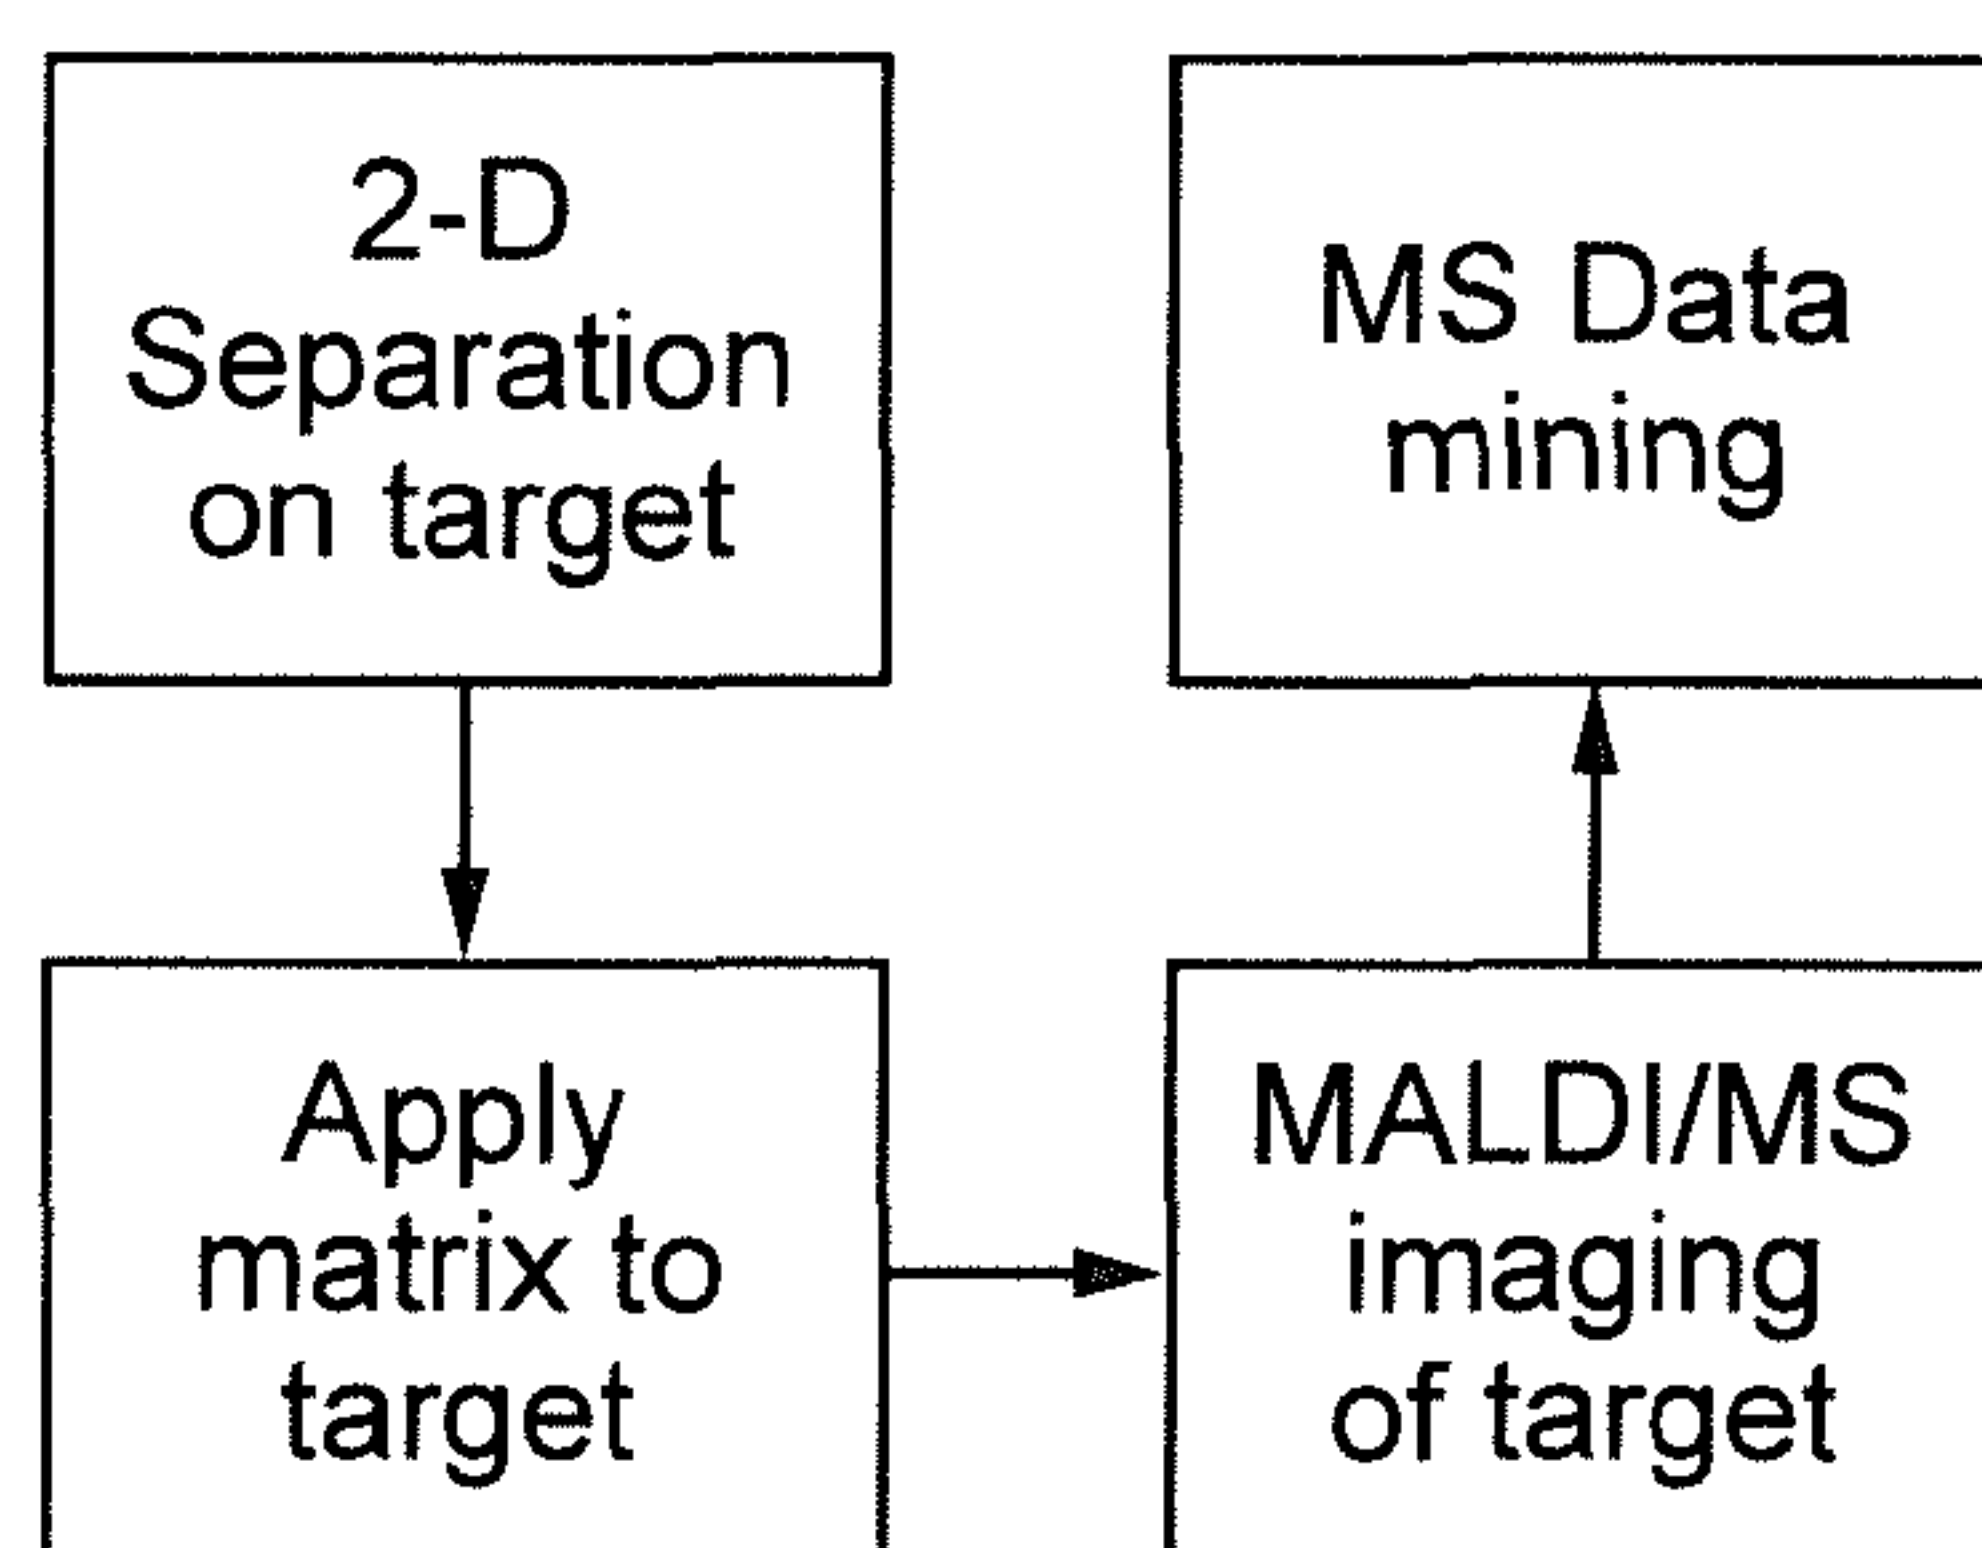 2-D
Separation
on target
Apply
matrix to
target
MALDI/MS
imaging
of target
MS Data
mining